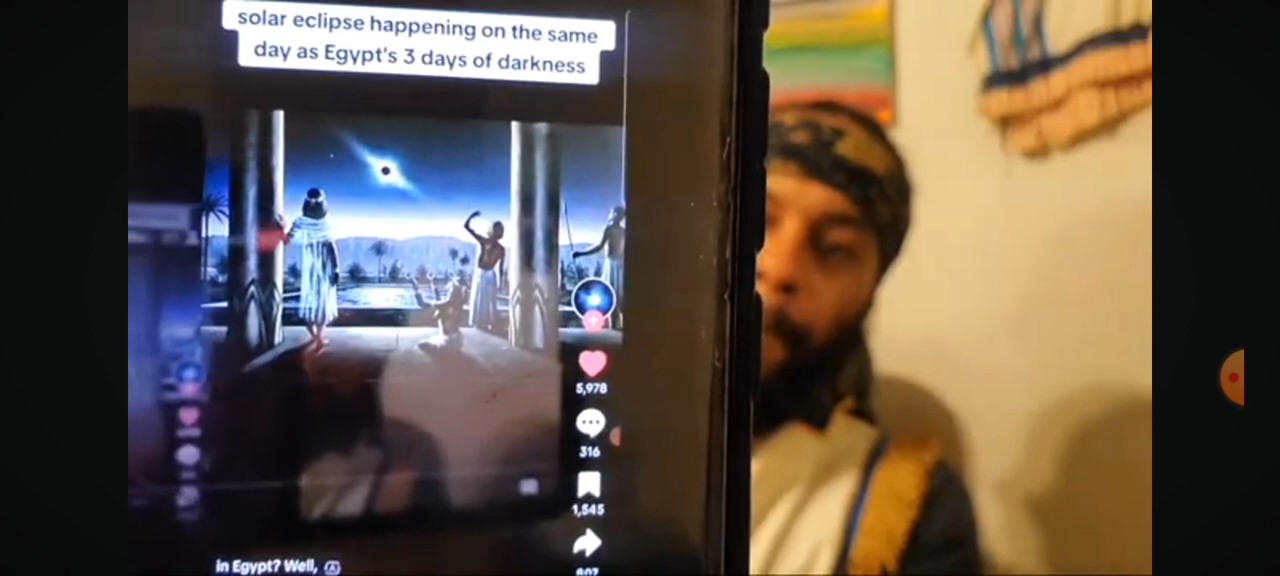 solar eclipse happening on the same
day as Egypt's 3 days of darkness
5,978
316
1,545
in Egypt? Well,